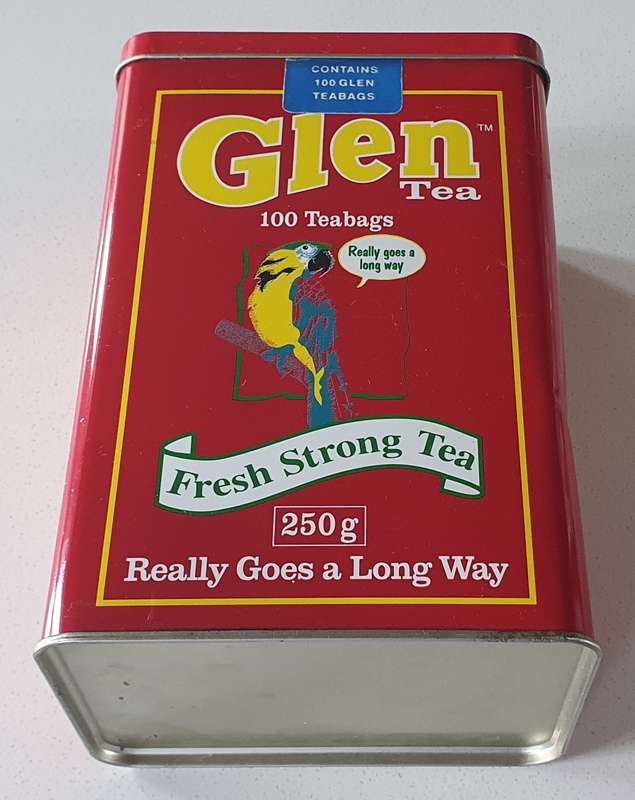 CONTAINS
100 GLEN
TEABAGS
Glen™
Tea
100 Teabags
Really goes a
long way
Fresh Strong Tea
250 g
Really Goes a Long Way